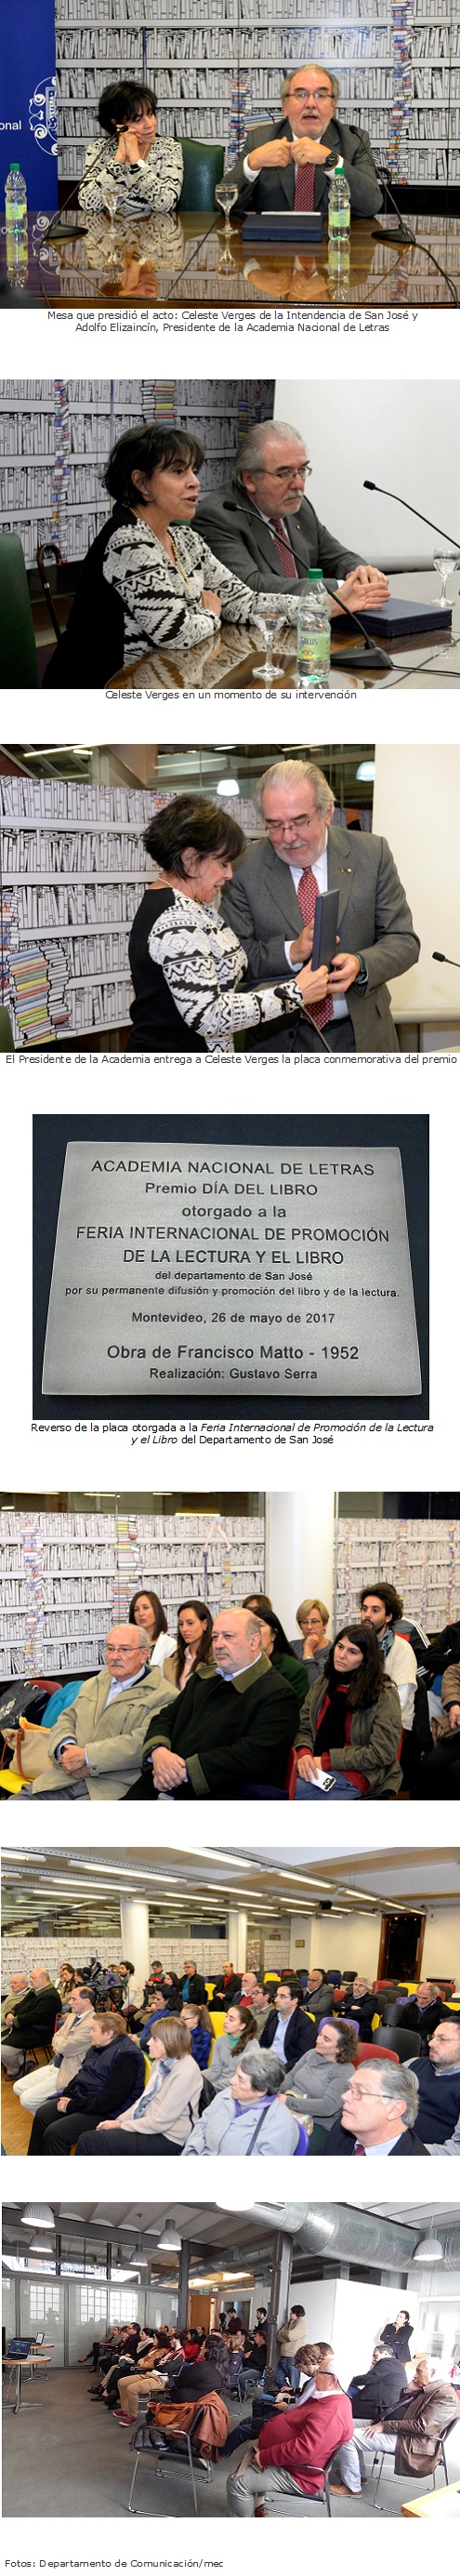 onal
Mesa que presidió el acto: Celeste Verges de la Intendencia de San José y
Adolfo Elizaincín, Presidente de la Academia Nacional de Letras
Celeste Verges en un momento de su intervención
El Presidente de la Academia entrega a Celeste Verges la placa conmemorativa del premio
ACADEMIA NACIONAL DE LETRAS
Premio DÍA DEL LIBRO
otorgado a la
FERIA INTERNACIONAL DE PROMOCIÓN
DE LA LECTURA Y EL LIBRO
del departamento de San José
por su permanente difusión y promoción del libro y de la lectura.
Montevideo, 26 de mayo de 2017
Obra de Francisco Matto - 1952
Realización: Gustavo Serra
Reverso de la placa otorgada a la Feria Internacional de Promoción de la Lectura
y el Libro del Departamento de San José
Fotos: Departamento de Comunicación/mec